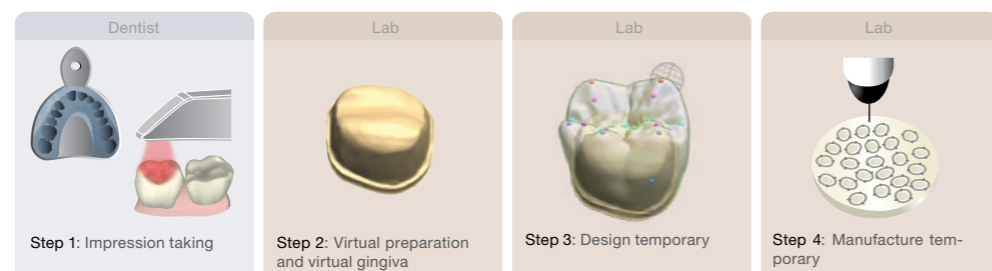 Dentist
Step 1: Impression taking
Lab
Step 2: Virtual preparation
and virtual gingiva
Lab
Step 3: Design temporary
Lab
Step 4: Manufacture tem-
porary